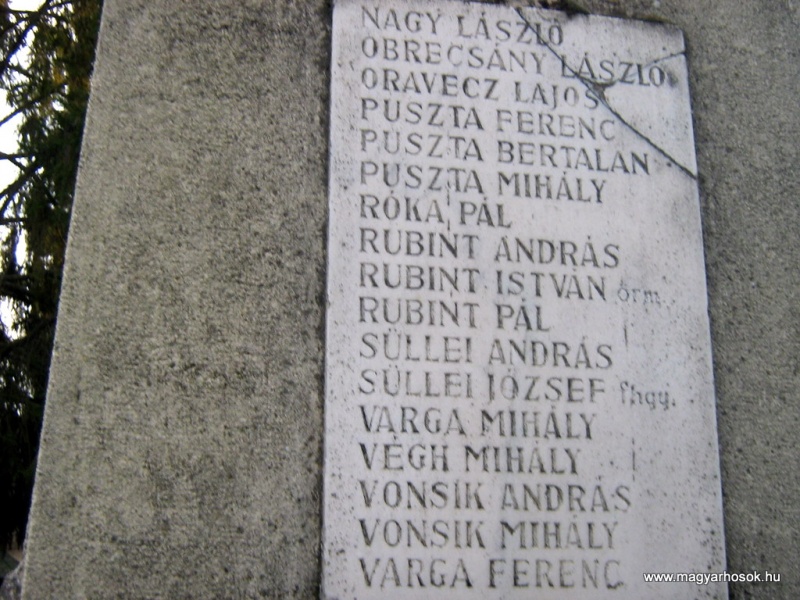 NAGY LÁSZLÓ
OBRECSÁNY LÁSZLÓ
ORAVECZ LAJOS
PUSZTA FERENC
PUSZTA BERTALAN
PUSZTA MIHÁLY
RÓKA PÁL
RUBINT ANDRÁS
RUBINT ISTVÁN őrm.
RUBINT PÁL
SÜLLEI ANDRÁS
SÜLLEI JÓZSEF fhgy.
VARGA MIHÁLY
VÉGH MIHÁLY
VONSIK ANDRÁS
VONSIK MIHÁLY
VARGA FERENC
www.magyarhosok.hu